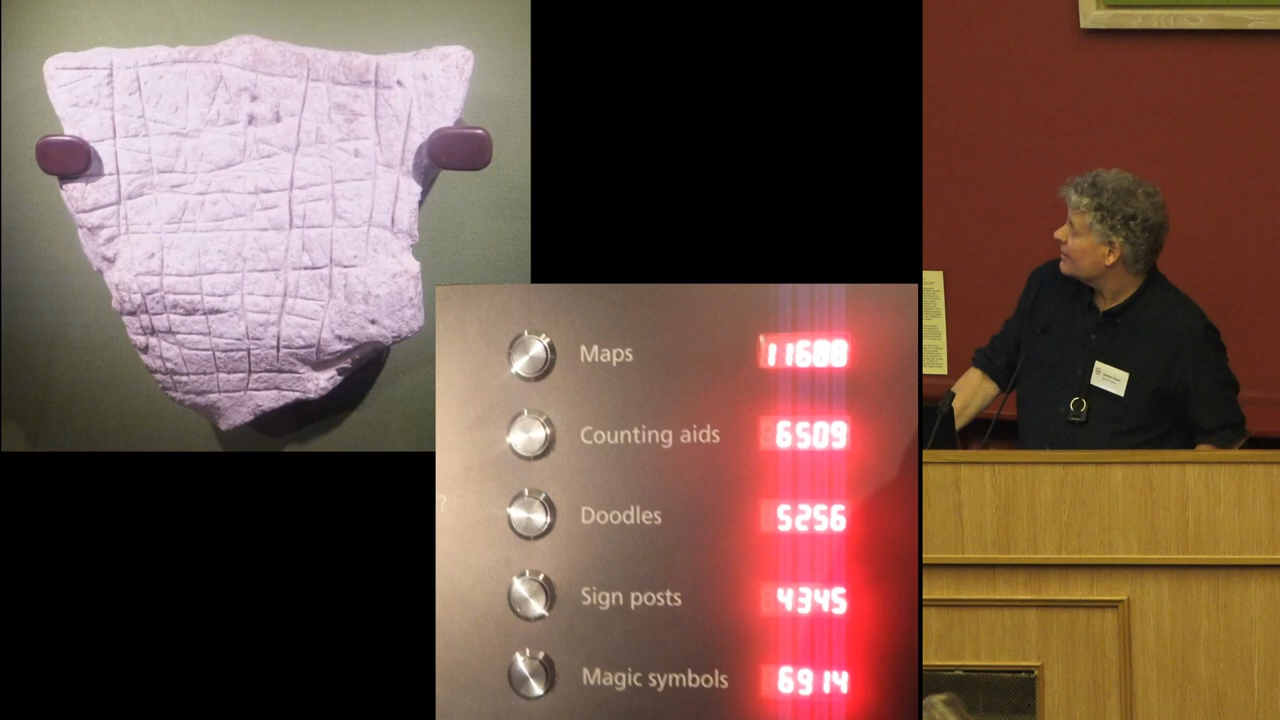 Maps 11680
Counting aids 6509
Doodles 5256
Sign posts 4345
Magic symbols 6914